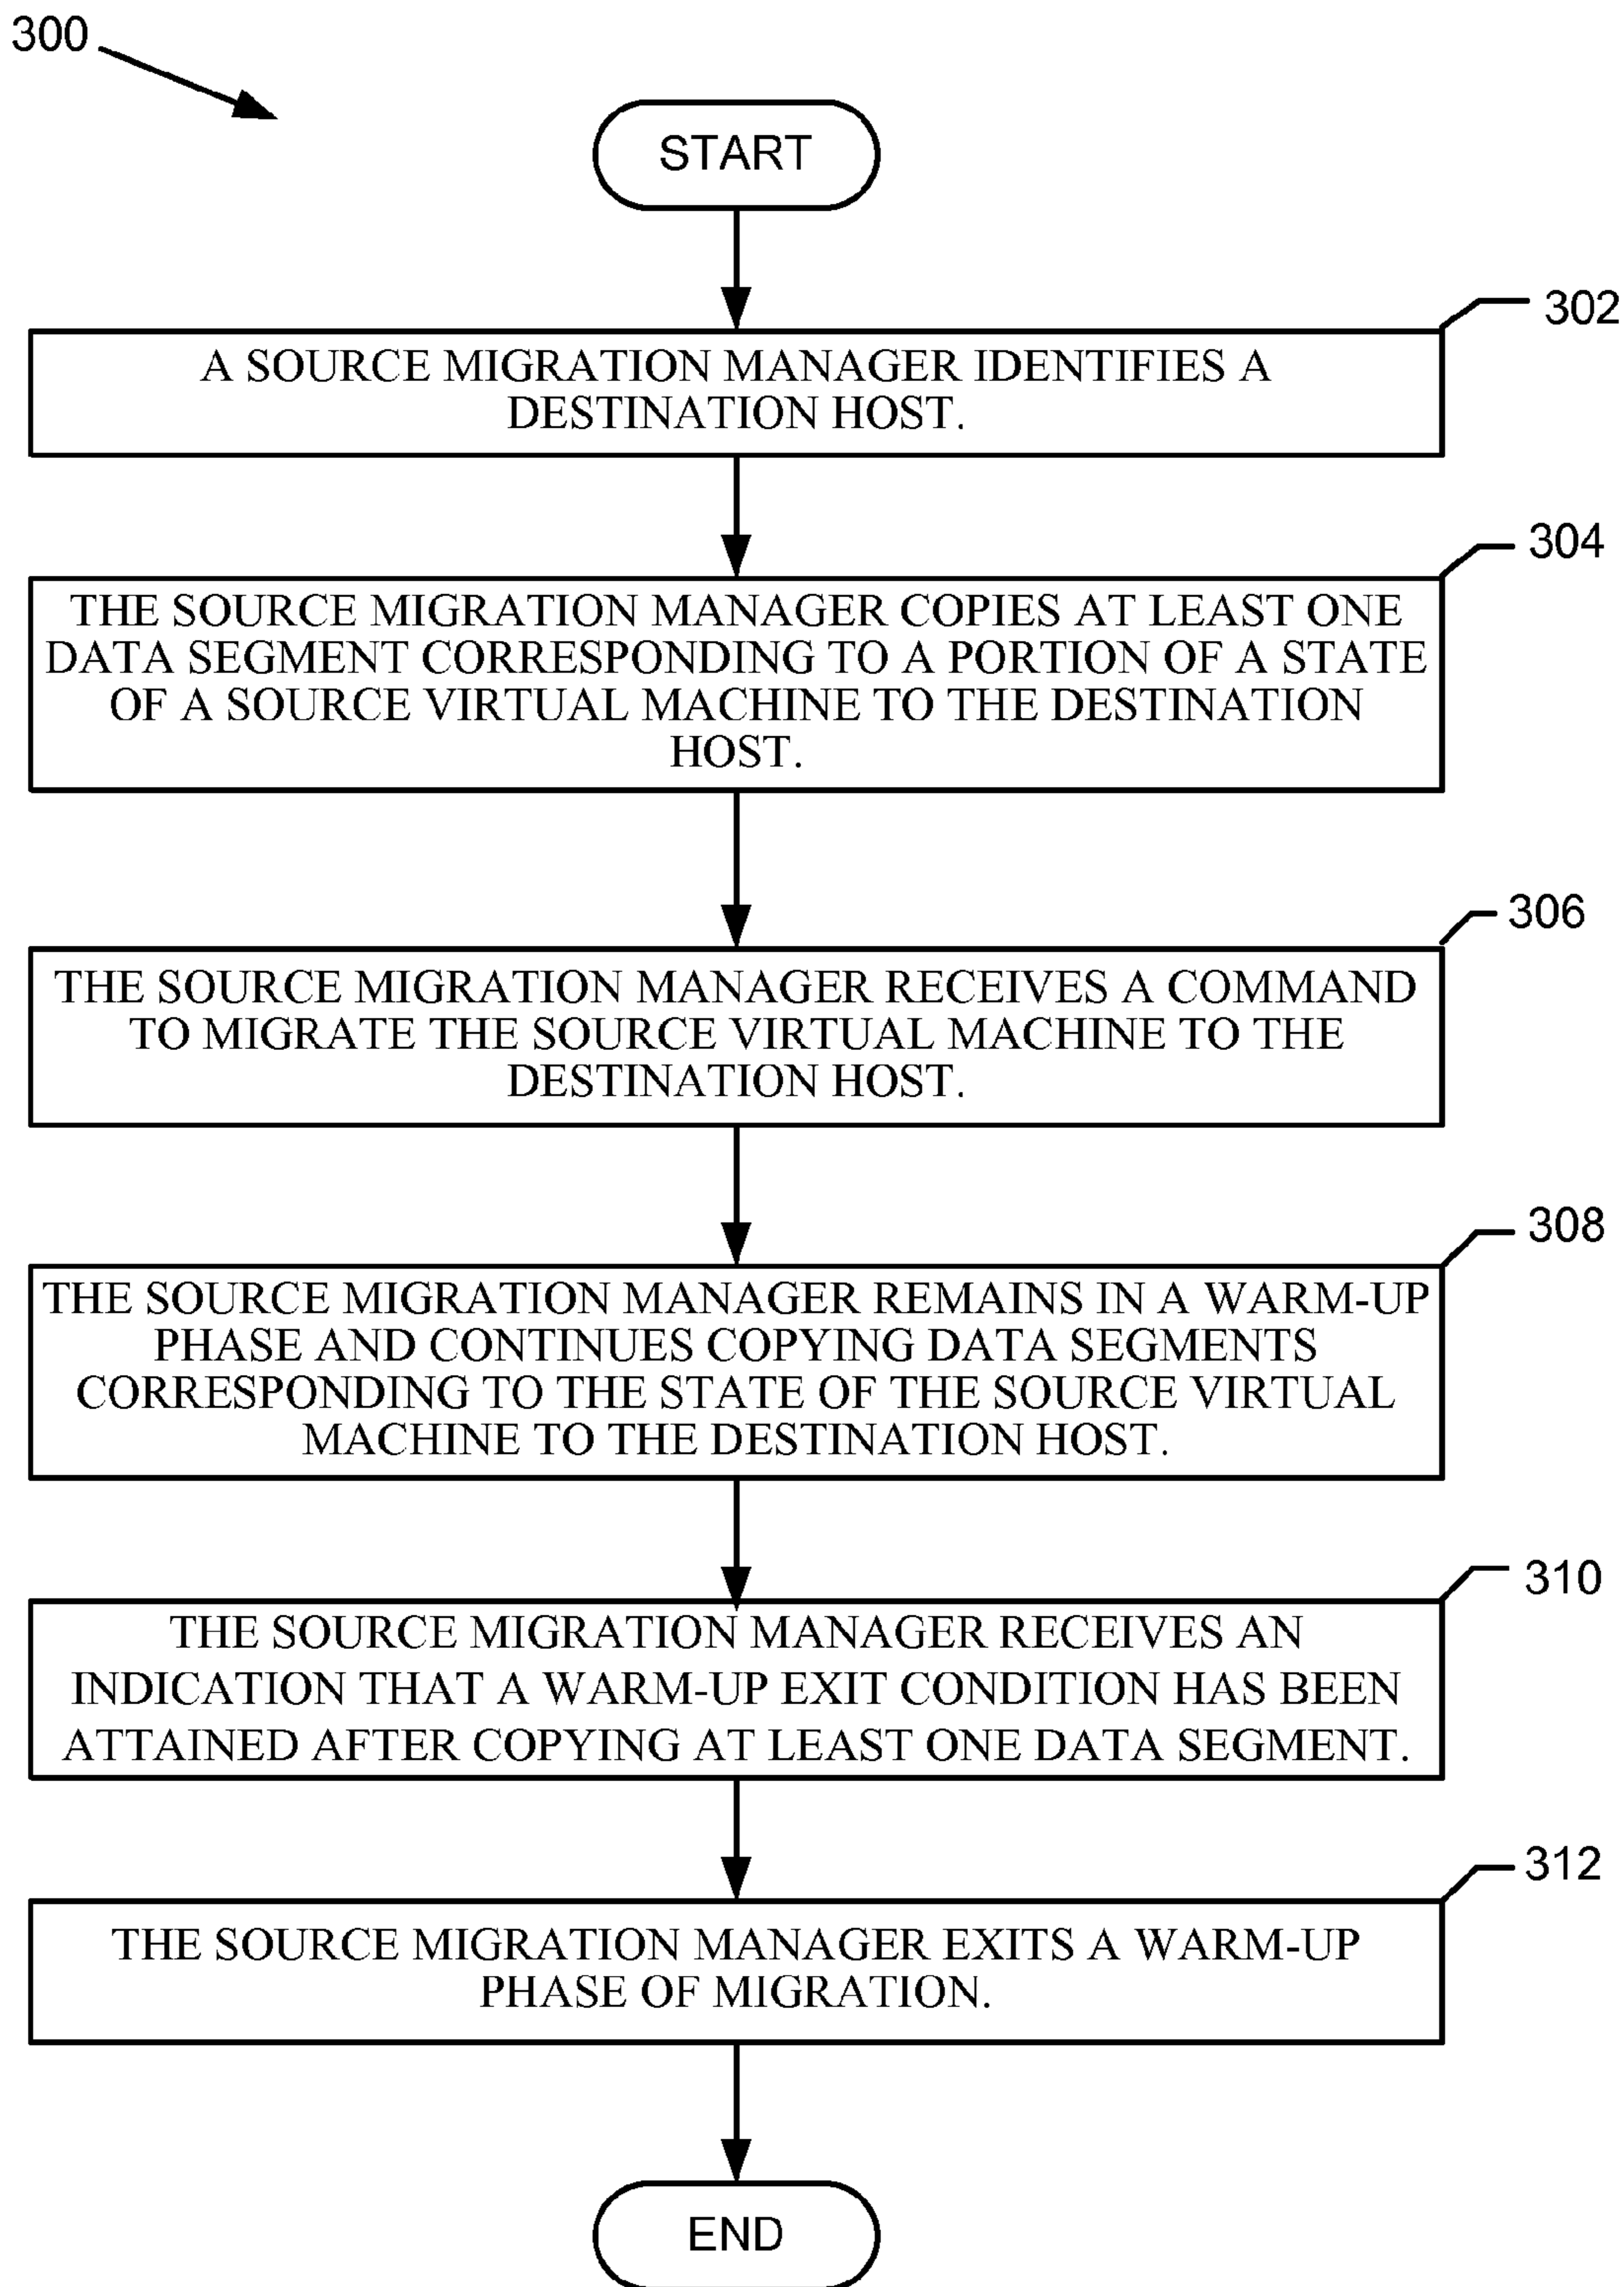 300
START
302
A SOURCE MIGRATION MANAGER IDENTIFIES A
DESTINATION HOST.
304
THE SOURCE MIGRATION MANAGER COPIES AT LEAST ONE
DATA SEGMENT CORRESPONDING TO A PORTION OF A STATE
OF A SOURCE VIRTUAL MACHINE TO THE DESTINATION
HOST.
306
THE SOURCE MIGRATION MANAGER RECEIVES A COMMAND
TO MIGRATE THE SOURCE VIRTUAL MACHINE TO THE
DESTINATION HOST.
308
THE SOURCE MIGRATION MANAGER REMAINS IN A WARM-UP
PHASE AND CONTINUES COPYING DATA SEGMENTS
CORRESPONDING TO THE STATE OF THE SOURCE VIRTUAL
MACHINE TO THE DESTINATION HOST.
310
THE SOURCE MIGRATION MANAGER RECEIVES AN
INDICATION THAT A WARM-UP EXIT CONDITION HAS BEEN
ATTAINED AFTER COPYING AT LEAST ONE DATA SEGMENT.
312
THE SOURCE MIGRATION MANAGER EXITS A WARM-UP
PHASE OF MIGRATION.
END